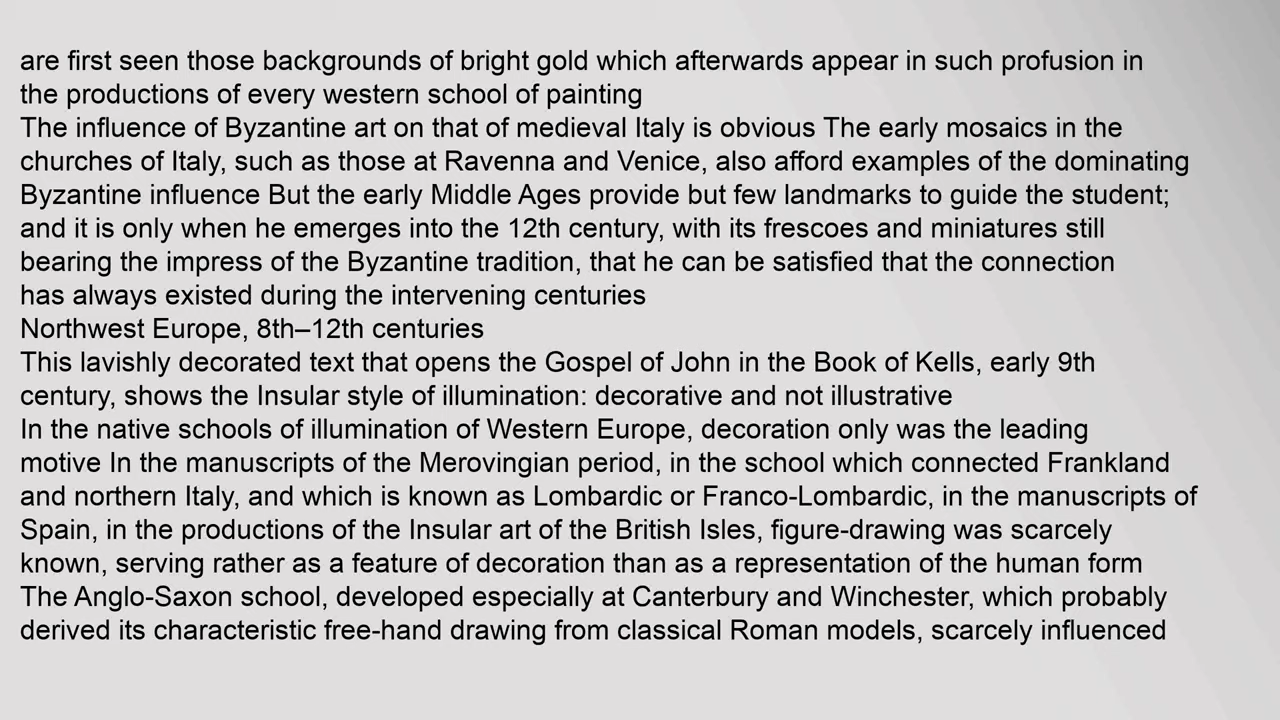 are first seen those backgrounds of bright gold which afterwards appear in such profusion in
the productions of every western school of painting
The influence of Byzantine art on that of medieval Italy is obvious The early mosaics in the
churches of Italy, such as those at Ravenna and Venice, also afford examples of the dominating
Byzantine influence But the early Middle Ages provide but few landmarks to guide the student;
and it is only when he emerges into the 12th century, with its frescoes and miniatures still
bearing the impress of the Byzantine tradition, that he can be satisfied that the connection
has always existed during the intervening centuries
Northwest Europe, 8th–12th centuries
This lavishly decorated text that opens the Gospel of John in the Book of Kells, early 9th
century, shows the Insular style of illumination: decorative and not illustrative
In the native schools of illumination of Western Europe, decoration only was the leading
motive In the manuscripts of the Merovingian period, in the school which connected Frankland
and northern Italy, and which is known as Lombardic or Franco-Lombardic, in the manuscripts of
Spain, in the productions of the Insular art of the British Isles, figure-drawing was scarcely
known, serving rather as a feature of decoration than as a representation of the human form
The Anglo-Saxon school, developed especially at Canterbury and Winchester, which probably
derived its characteristic free-hand drawing from classical Roman models, scarcely influenced